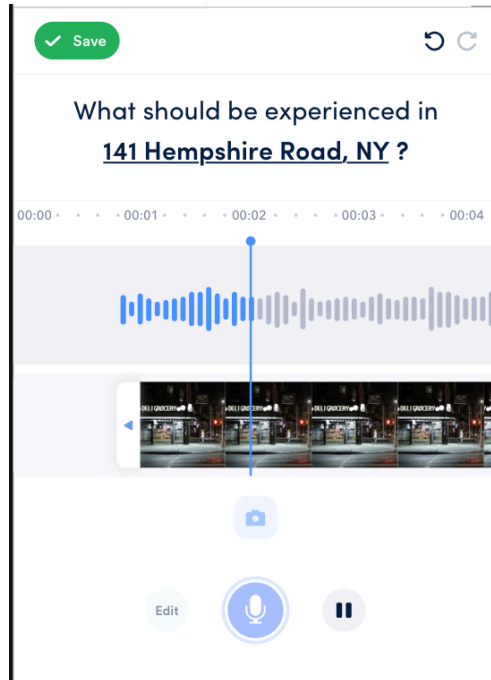 Save
What should be experienced in
141 Hempshire Road, NY ?
00:00 00:01 00:02 00:03 00:04
DELI GROCERY DELI GROCERY DELI GROCERY DELI GROCERY
Edit